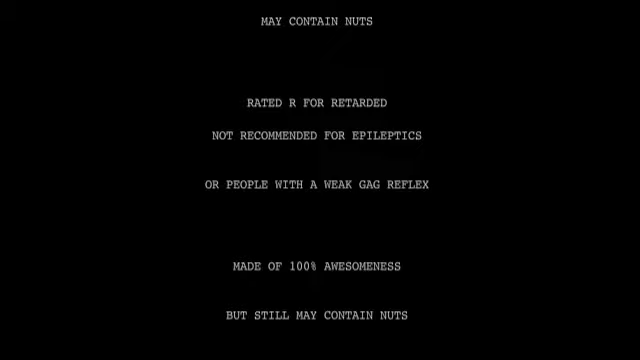 MAY CONTAIN NUTS
RATED R FOR RETARDED
NOT RECOMMENDED FOR EPILEPTICS
OR PEOPLE WITH A WEAK GAG REFLEX
MADE OF 100% AWESOMENESS
BUT STILL MAY CONTAIN NUTS